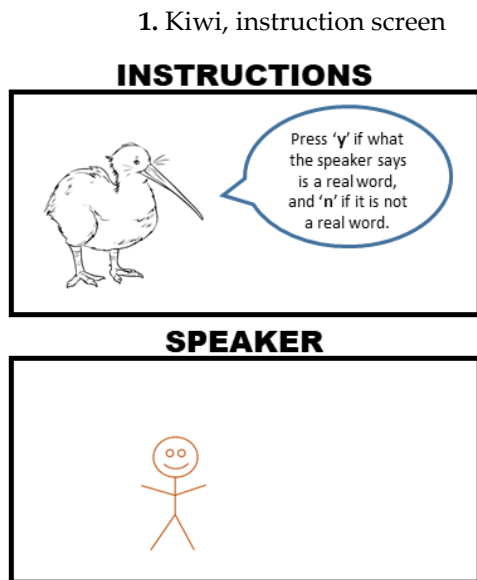 1. Kiwi, instruction screen
INSTRUCTIONS
Press ‘y’ if what
the speaker says
is a real word,
and ‘n’ if it is not
a real word.
SPEAKER